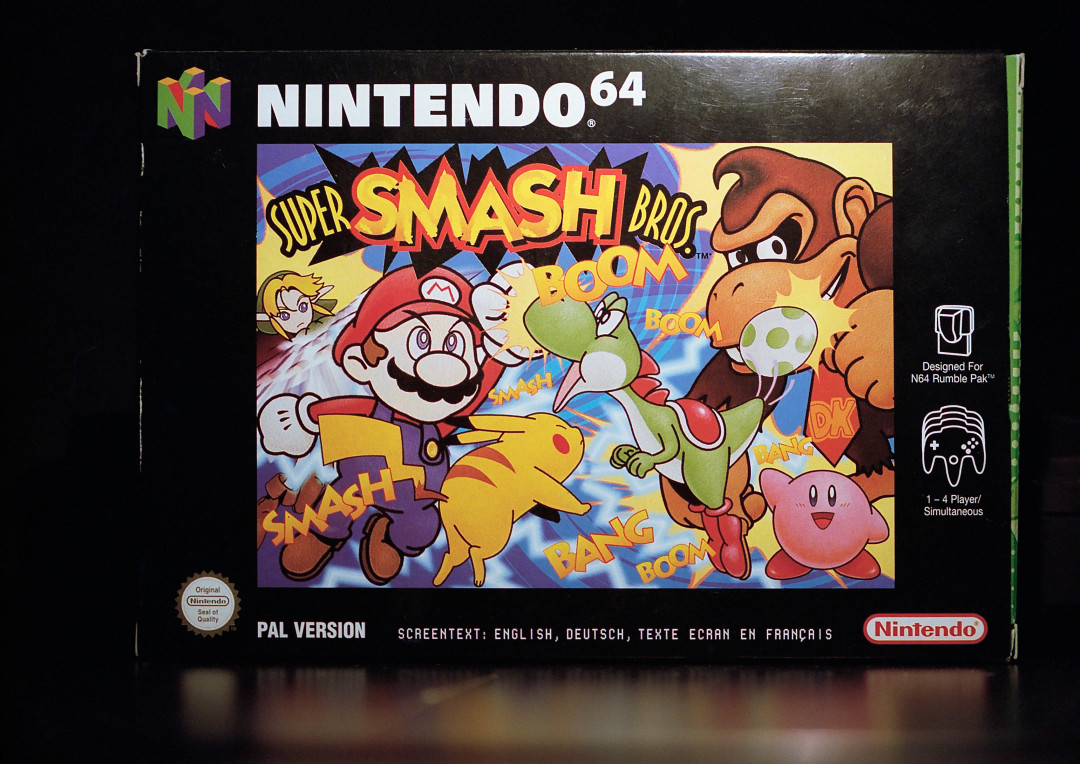 NINTENDO®64
SUPER SMASH BROS.™
BOOM
BOOM
SMASH
DK
BANG
SMASH
BANG
BOOM
M
Designed For
N64 Rumble Pak™
1 – 4 Player/
Simultaneous
Original
Nintendo
Seal of
Quality
PAL VERSION
SCREENTEXT: ENGLISH, DEUTSCH, TEXTE ECRAN EN FRANÇAIS
Nintendo®